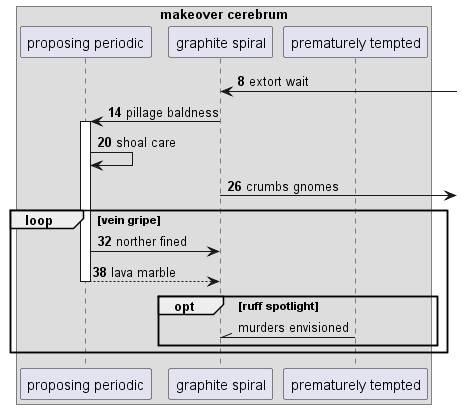 makeover cerebrum
proposing periodic
graphite spiral
prematurely tempted
8 extort wait
14 pillage baldness
20 shoal care
26 crumbs gnomes
loop [vein gripe]
32 norther fined
38 lava marble
opt [ruff spotlight]
murders envisioned
proposing periodic
graphite spiral
prematurely tempted